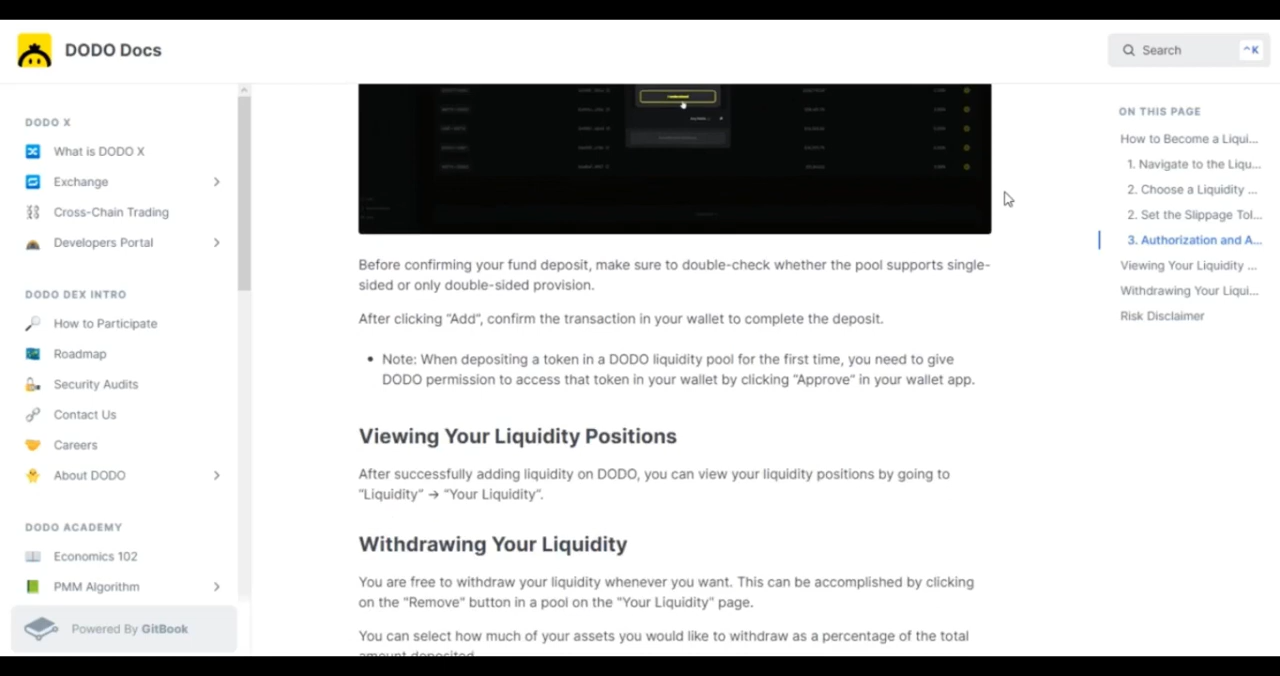 DODO Docs
Search
^K
DODO X
What is DODO X
Exchange
Cross-Chain Trading
Developers Portal
DODO DEX INTRO
How to Participate
Roadmap
Security Audits
Contact Us
Careers
About DODO
DODO ACADEMY
Economics 102
PMM Algorithm
Powered By GitBook
Before confirming your fund deposit, make sure to double-check whether the pool supports single-
sided or only double-sided provision.
After clicking "Add", confirm the transaction in your wallet to complete the deposit.
• Note: When depositing a token in a DODO liquidity pool for the first time, you need to give
DODO permission to access that token in your wallet by clicking "Approve" in your wallet app.
Viewing Your Liquidity Positions
After successfully adding liquidity on DODO, you can view your liquidity positions by going to
"Liquidity" → "Your Liquidity".
Withdrawing Your Liquidity
You are free to withdraw your liquidity whenever you want. This can be accomplished by clicking
on the "Remove" button in a pool on the "Your Liquidity" page.
You can select how much of your assets you would like to withdraw as a percentage of the total
amount deposited
ON THIS PAGE
How to Become a Liqui...
1. Navigate to the Liqu...
2. Choose a Liquidity ...
2. Set the Slippage Tol...
3. Authorization and A...
Viewing Your Liquidity ...
Withdrawing Your Liqui...
Risk Disclaimer